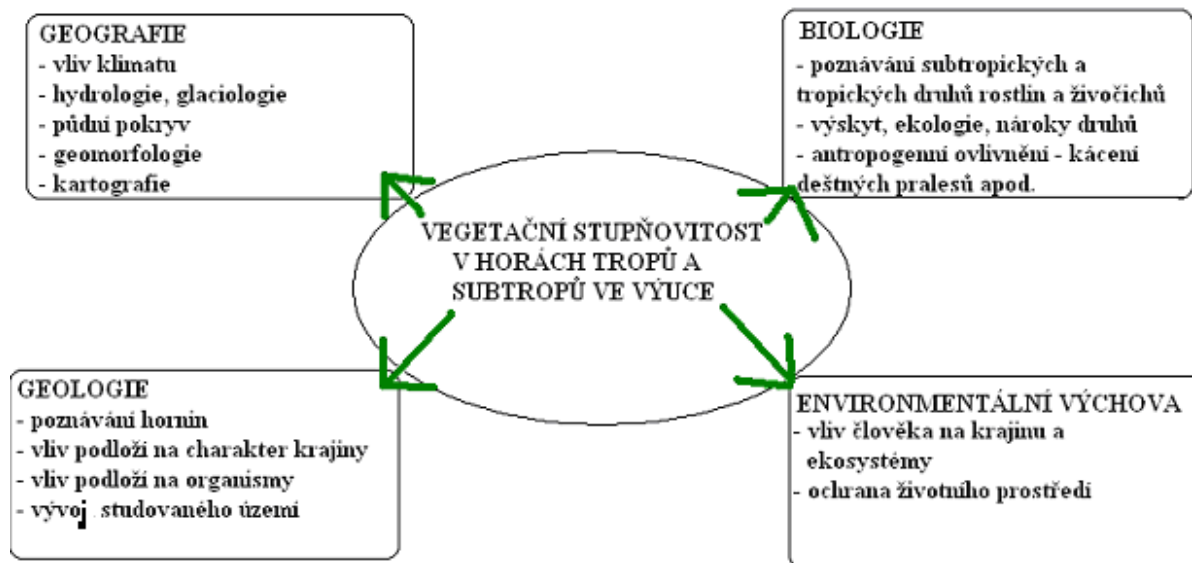 GEOGRAFIE
- vliv klimatu
- hydrologie, glaciologie
- půdní pokryv
- geomorfologie
- kartografie
BIOLOGIE
- poznávání subtropických a
tropických druhů rostlin a živočichů
- výskyt, ekologie, nároky druhů
- antropogenní ovlivnění - kácení
deštných pralesů apod.
VEGETAČNÍ STUPŇOVITOST
V HORÁCH TROPŮ A
SUBTROPŮ VE VÝUCE
GEOLOGIE
- poznávání hornin
- vliv podloží na charakter krajiny
- vliv podloží na organismy
- vývoj studovaného území
ENVIRONMENTÁLNÍ VÝCHOVA
- vliv člověka na krajinu a
ekosystémy
- ochrana životního prostředí